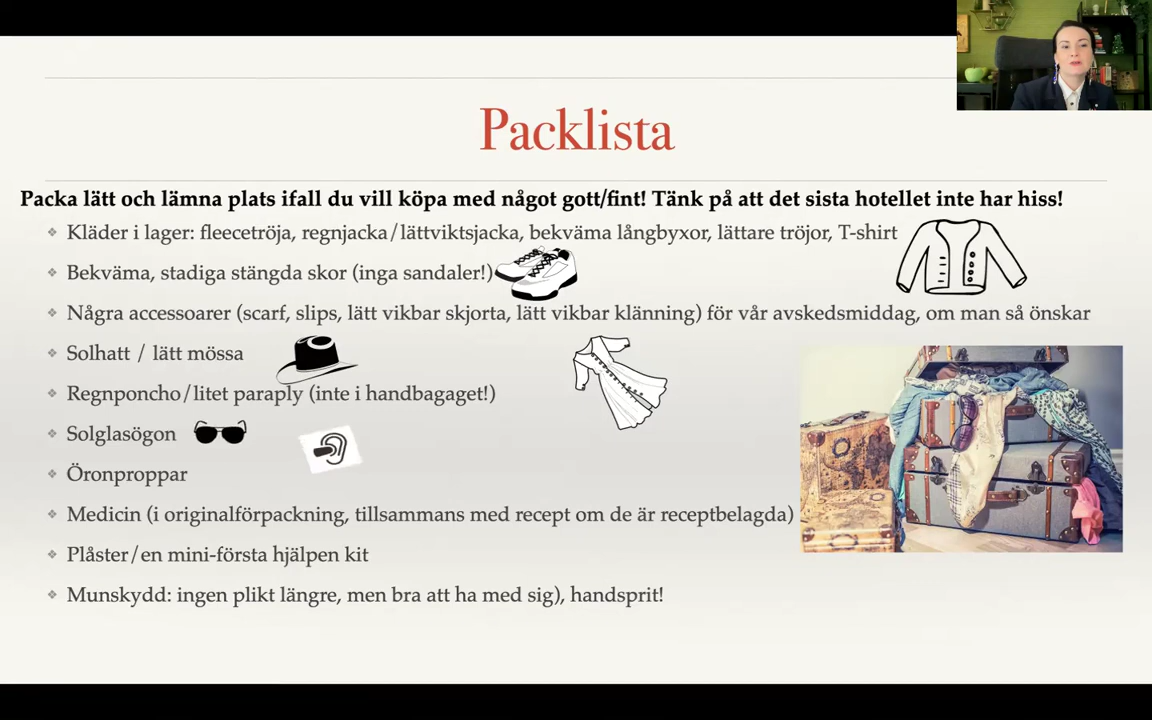 Packlista
Packa lätt och lämna plats ifall du vill köpa med något gott/fint! Tänk på att det sista hotellet inte har hiss!
Kläder i lager: fleecetröja, regnjacka/lättviktsjacka, bekväma långbyxor, lättare tröjor, T-shirt
Bekväma, stadiga stängda skor (inga sandaler!)
Några accessoarer (scarf, slips, lätt vikbar skjorta, lätt vikbar klänning) för vår avskedsmiddag, om man så önskar
Solhatt / lätt mössa
Regnponcho/litet paraply (inte i handbagaget!)
Solglasögon
Öronproppar
Medicin (i originalförpackning, tillsammans med recept om de är receptbelagda)
Plåster/en mini-första hjälpen kit
Munskydd: ingen plikt längre, men bra att ha med sig), handsprit!